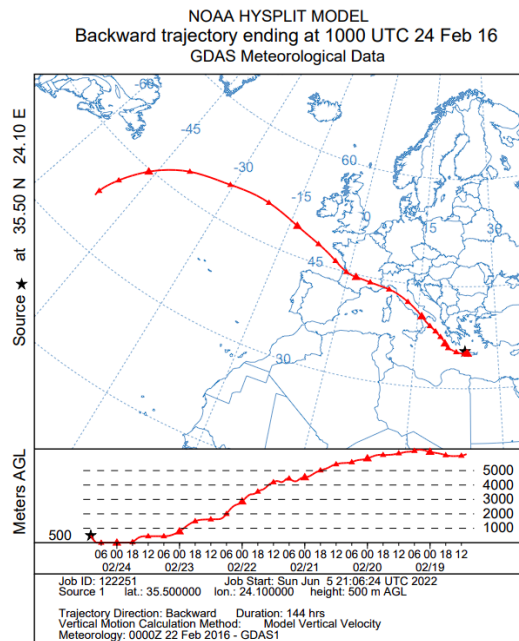 NOAA HYSPLIT MODEL
Backward trajectory ending at 1000 UTC 24 Feb 16
GDAS Meteorological Data
Source ★ at 35.50 N 24.10 E
-60
-45
-30
-15
0
15
30
60
45
30
Meters AGL
500
5000
4000
3000
2000
1000
06 00 18 12 06 00 18 12 06 00 18 12 06 00 18 12 06 00 18 12 06 00 18 12
02/24 02/23 02/22 02/21 02/20 02/19
Job ID: 122251 Job Start: Sun Jun 5 21:06:24 UTC 2022
Source 1 lat.: 35.500000 lon.: 24.100000 height: 500 m AGL
Trajectory Direction: Backward Duration: 144 hrs
Vertical Motion Calculation Method: Model Vertical Velocity
Meteorology: 0000Z 22 Feb 2016 - GDAS1